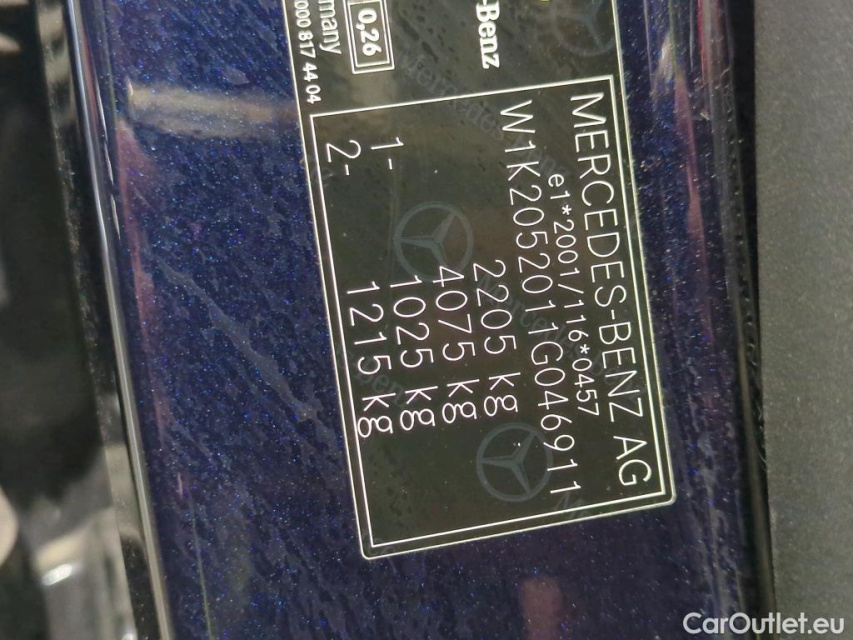 MERCEDES-BENZ AG
e1*2001/116*0457
W1K2052011G046911
2205 kg
4075 kg
1- 1025 kg
2- 1215 kg
-Benz
0,26
many
000 817 44 04
CarOutlet.eu